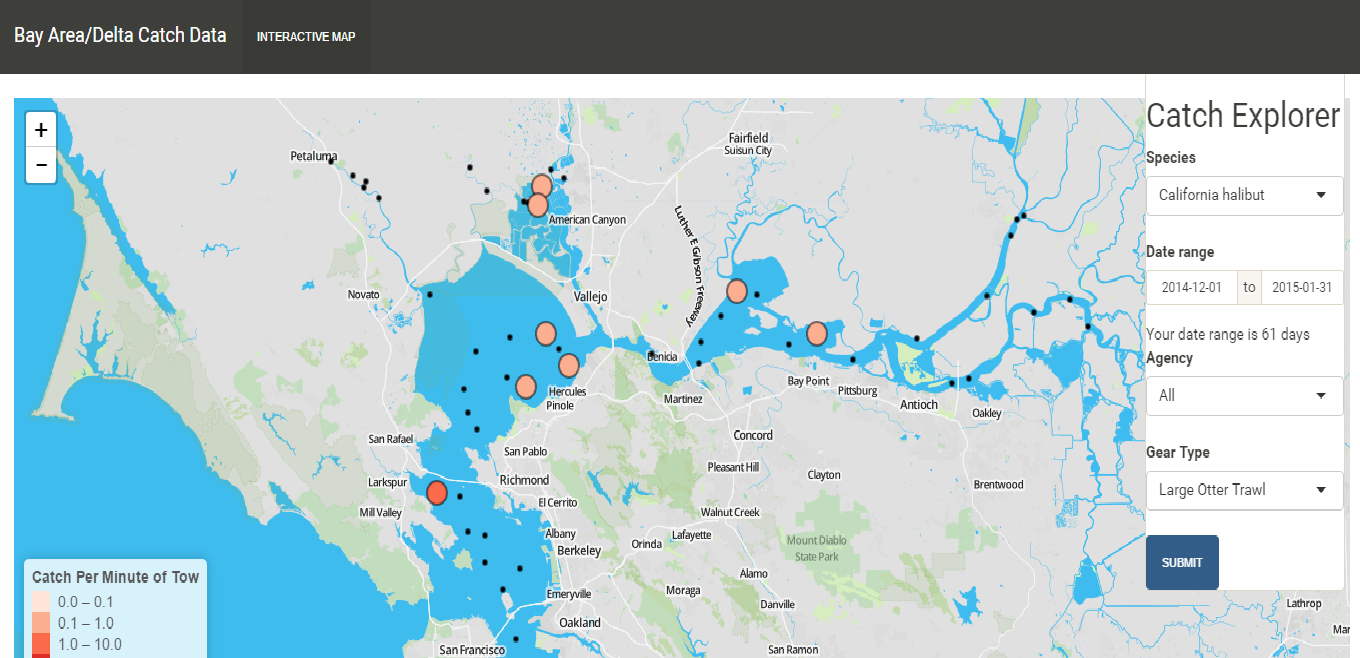 Bay Area/Delta Catch Data
INTERACTIVE MAP
+
−
Catch Explorer
Species
California halibut
Date range
2014-12-01 to 2015-01-31
Your date range is 61 days
Agency
All
Gear Type
Large Otter Trawl
SUBMIT
Petaluma
Fairfield
Suisun City
American Canyon
Luther E Gibson Freeway
Novato
Vallejo
Benicia
Hercules
Pinole
Martinez
Bay Point
Pittsburg
Antioch
Oakley
San Rafael
Concord
San Pablo
Pleasant Hill
Clayton
Larkspur
Richmond
Brentwood
El Cerrito
Mill Valley
Walnut Creek
Albany
Lafayette
Orinda
Berkeley
Mount Diablo
State Park
Alamo
Moraga
Emeryville
Danville
Lathrop
Oakland
Mar
San Francisco
San Ramon
Catch Per Minute of Tow
0.0 – 0.1
0.1 – 1.0
1.0 – 10.0